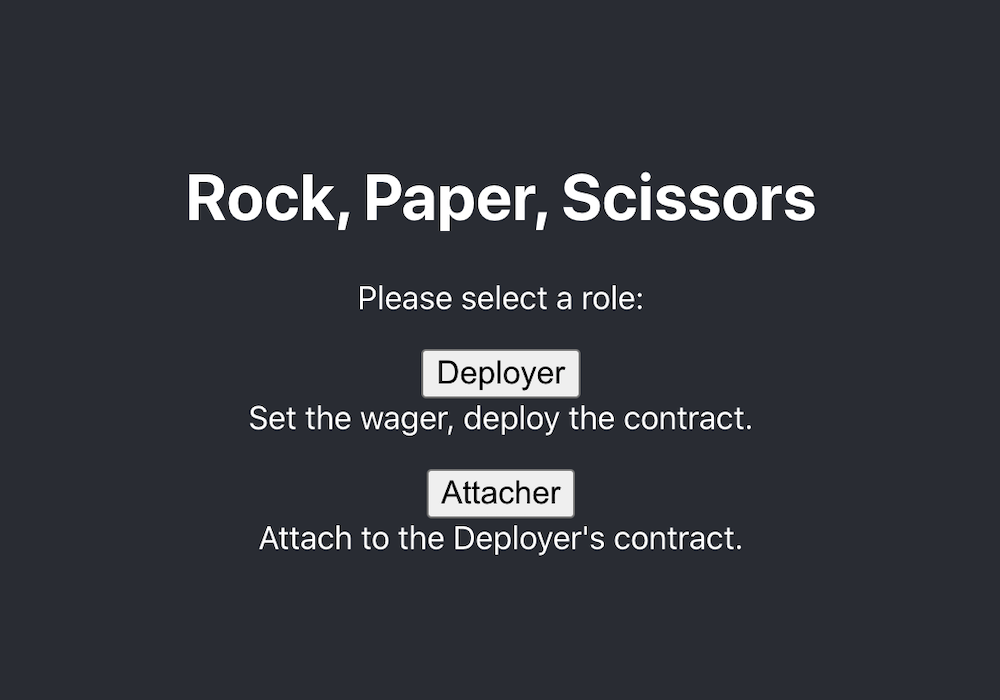 Rock, Paper, Scissors
Please select a role:
Deployer
Set the wager, deploy the contract.
Attacher
Attach to the Deployer's contract.